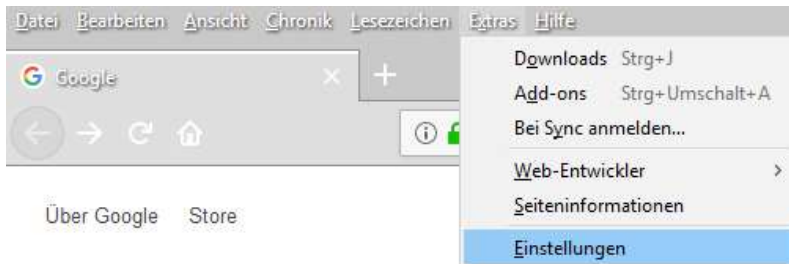 Datei Bearbeiten Ansicht Chronik Lesezeichen Extras Hilfe
Google
Downloads Strg+J
Add-ons Strg+Umschalt+A
Bei Sync anmelden...
Web-Entwickler
Seiteninformationen
Einstellungen
Über Google Store